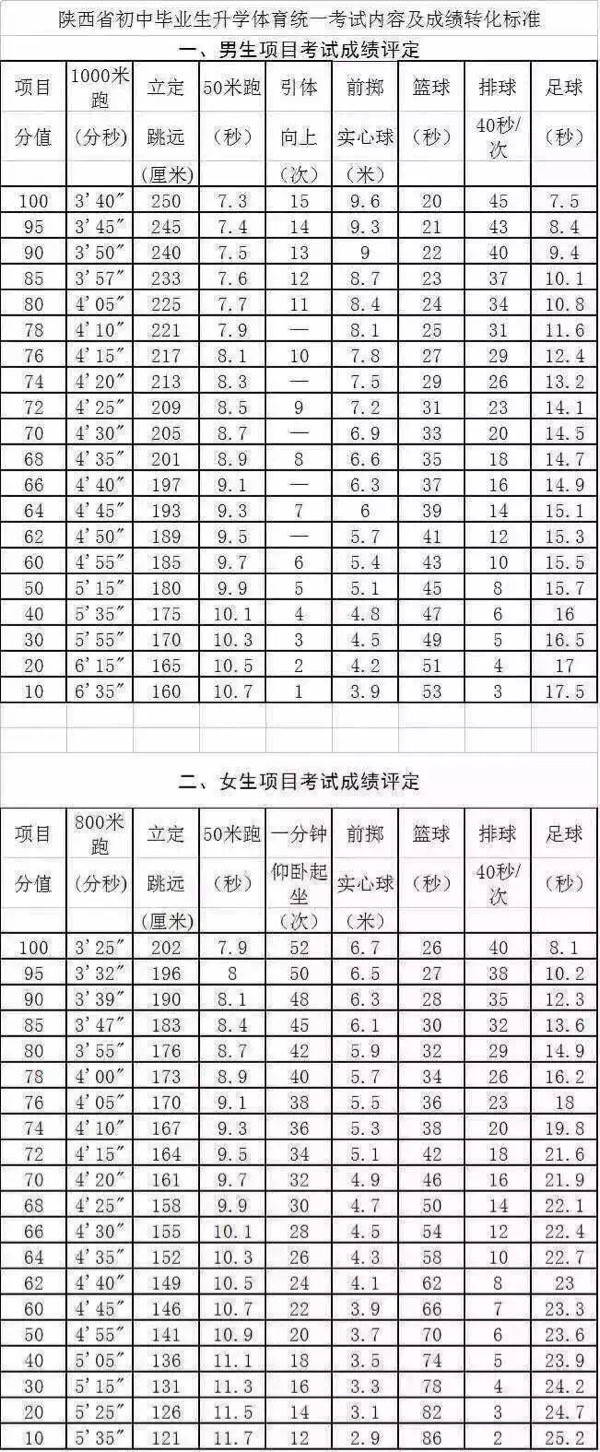 陕西省初中毕业生升学体育统一考试内容及成绩转化标准
一、男生项目考试成绩评定
项目 1000米跑 立定 50米跑 引体 前掷 篮球 排球 足球
分值 (分秒) 跳远 (秒) 向上 实心球 (秒) 40秒/次 (秒)
(厘米) (次) (米)
100 3'40″ 250 7.3 15 9.6 20 45 7.5
95 3'45″ 245 7.4 14 9.3 21 43 8.4
90 3'50″ 240 7.5 13 9 22 40 9.4
85 3'57″ 233 7.6 12 8.7 23 37 10.1
80 4'05″ 225 7.7 11 8.4 24 34 10.8
78 4'10″ 221 7.9 — 8.1 25 31 11.6
76 4'15″ 217 8.1 10 7.8 27 29 12.4
74 4'20″ 213 8.3 — 7.5 29 26 13.2
72 4'25″ 209 8.5 9 7.2 31 23 14.1
70 4'30″ 205 8.7 — 6.9 33 20 14.5
68 4'35″ 201 8.9 8 6.6 35 18 14.7
66 4'40″ 197 9.1 — 6.3 37 16 14.9
64 4'45″ 193 9.3 7 6 39 14 15.1
62 4'50″ 189 9.5 — 5.7 41 12 15.3
60 4'55″ 185 9.7 6 5.4 43 10 15.5
50 5'15″ 180 9.9 5 5.1 45 8 15.7
40 5'35″ 175 10.1 4 4.8 47 6 16
30 5'55″ 170 10.3 3 4.5 49 5 16.5
20 6'15″ 165 10.5 2 4.2 51 4 17
10 6'35″ 160 10.7 1 3.9 53 3 17.5
二、女生项目考试成绩评定
项目 800米跑 立定 50米跑 一分钟 前掷 篮球 排球 足球
分值 (分秒) 跳远 (秒) 仰卧起坐 实心球 (秒) 40秒/次 (秒)
(厘米) (次) (米)
100 3'25″ 202 7.9 52 6.7 26 40 8.1
95 3'32″ 196 8 50 6.5 27 38 10.2
90 3'39″ 190 8.1 48 6.3 28 35 12.3
85 3'47″ 183 8.4 45 6.1 30 32 13.6
80 3'55″ 176 8.7 42 5.9 32 29 14.9
78 4'00″ 173 8.9 40 5.7 34 26 16.2
76 4'05″ 170 9.1 38 5.5 36 23 18
74 4'10″ 167 9.3 36 5.3 38 20 19.8
72 4'15″ 164 9.5 34 5.1 42 18 21.6
70 4'20″ 161 9.7 32 4.9 46 16 21.9
68 4'25″ 158 9.9 30 4.7 50 14 22.1
66 4'30″ 155 10.1 28 4.5 54 12 22.4
64 4'35″ 152 10.3 26 4.3 58 10 22.7
62 4'40″ 149 10.5 24 4.1 62 8 23
60 4'45″ 146 10.7 22 3.9 66 7 23.3
50 4'55″ 141 10.9 20 3.7 70 6 23.6
40 5'05″ 136 11.1 18 3.5 74 5 23.9
30 5'15″ 131 11.3 16 3.3 78 4 24.2
20 5'25″ 126 11.5 14 3.1 82 3 24.7
10 5'35″ 121 11.7 12 2.9 86 2 25.2